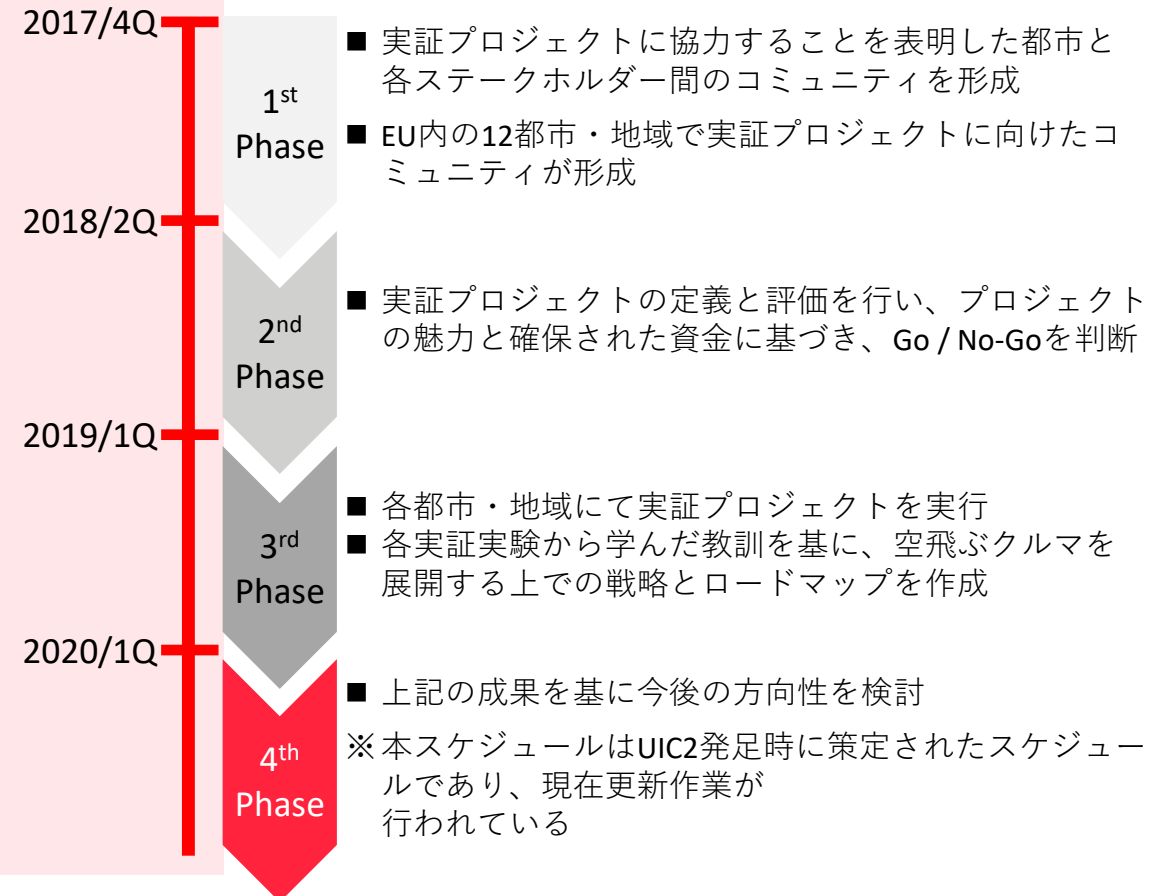 2017/4Q
1st
Phase
■ 実証プロジェクトに協力することを表明した都市と
各ステークホルダー間のコミュニティを形成
■ EU内の12都市・地域で実証プロジェクトに向けたコ
ミュニティが形成
2018/2Q
2nd
Phase
■ 実証プロジェクトの定義と評価を行い、プロジェクト
の魅力と確保された資金に基づき、Go / No-Goを判断
2019/1Q
3rd
Phase
■ 各都市・地域にて実証プロジェクトを実行
■ 各実証実験から学んだ教訓を基に、空飛ぶクルマを
展開する上での戦略とロードマップを作成
2020/1Q
4th
Phase
■ 上記の成果を基に今後の方向性を検討
※本スケジュールはUIC2発足時に策定されたスケジュー
ルであり、現在更新作業が
行われている